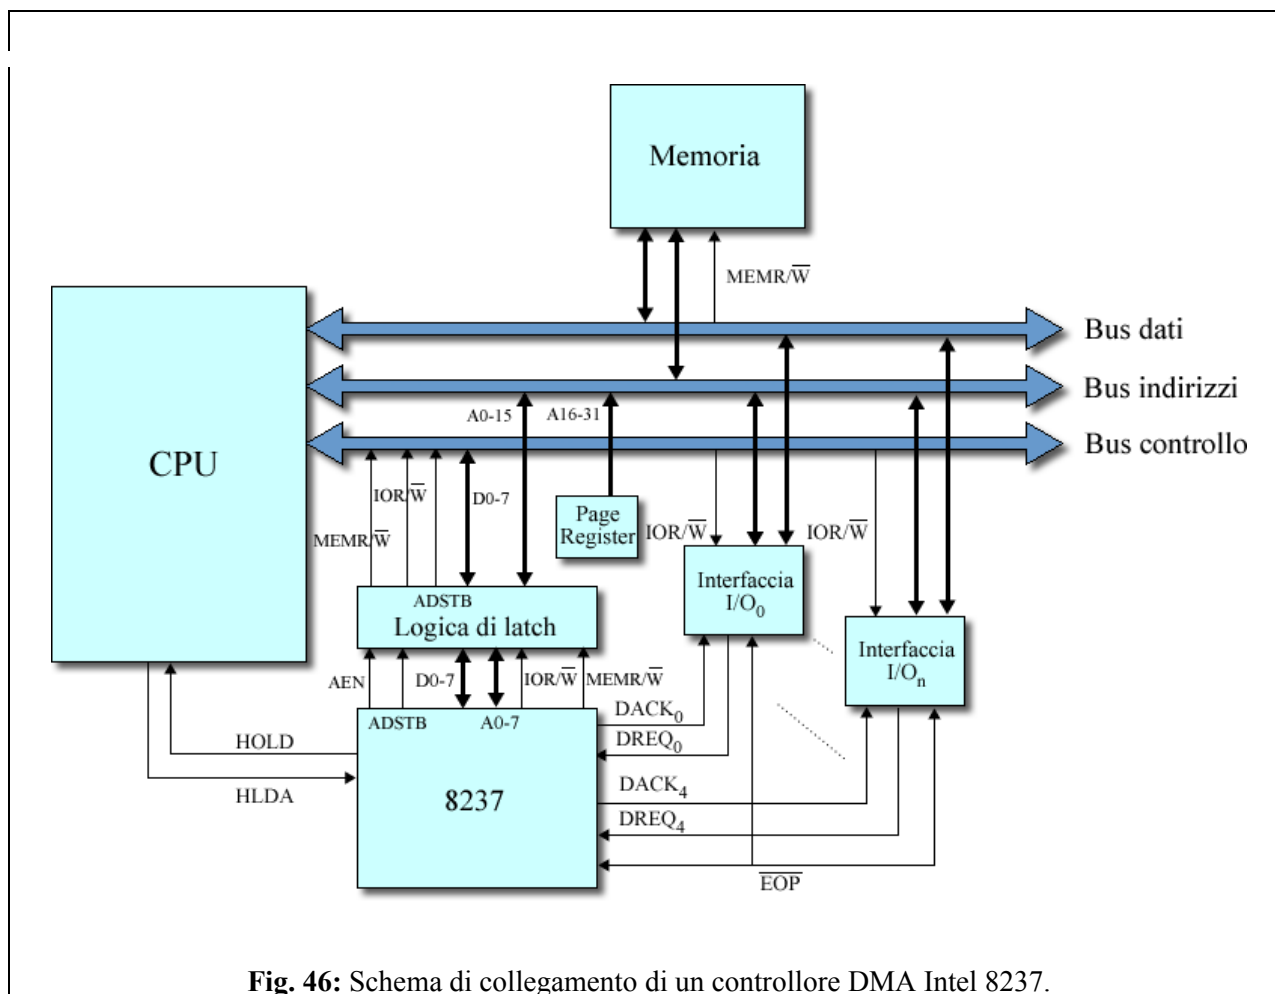 Memoria
MEMR/W̅
Bus dati
Bus indirizzi
A0-15
A16-31
Bus controllo
CPU
IOR/W̅
D0-7
Page
Register
MEMR/W̅
IOR/W̅
IOR/W̅
Interfaccia
I/O₀
ADSTB
Logica di latch
Interfaccia
I/Oₙ
AEN
D0-7
IOR/W̅
MEMR/W̅
ADSTB
A0-7
DACK₀
DREQ₀
HOLD
HLDA
8237
DACK₄
DREQ₄
E̅O̅P̅
Fig. 46: Schema di collegamento di un controllore DMA Intel 8237.